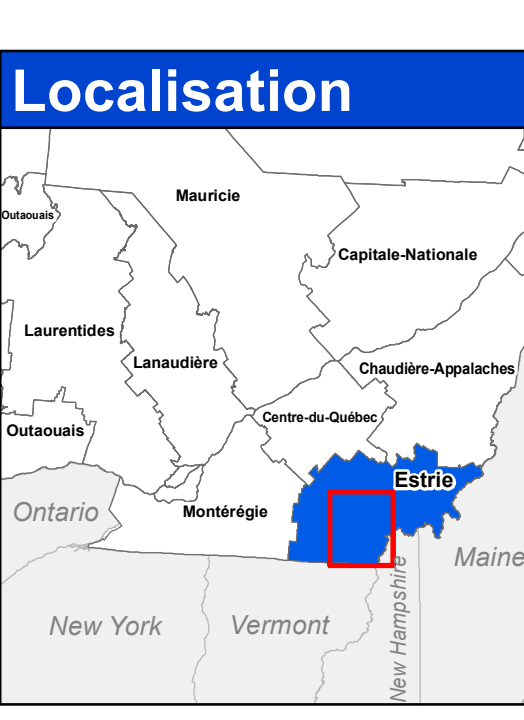 Localisation
Mauricie
Outaouais
Capitale-Nationale
Laurentides
Lanaudière
Chaudière-Appalaches
Centre-du-Québec
Outaouais
Estrie
Ontario
Montérégie
Maine
New Hampshire
New York
Vermont